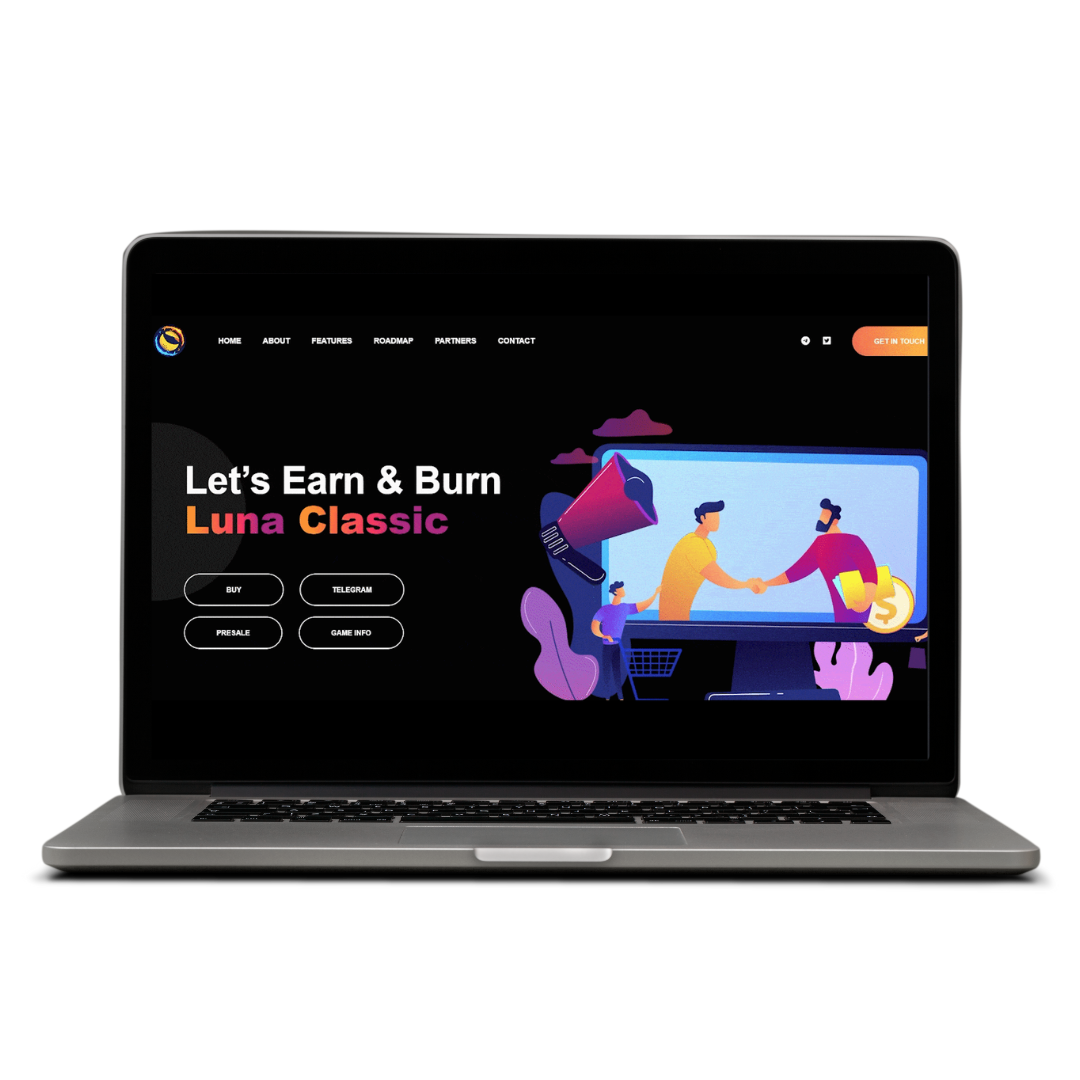 HOME ABOUT FEATURES ROADMAP PARTNERS CONTACT
GET IN TOUCH
Let’s Earn & Burn
Luna Classic
BUY TELEGRAM
PRESALE GAME INFO
$